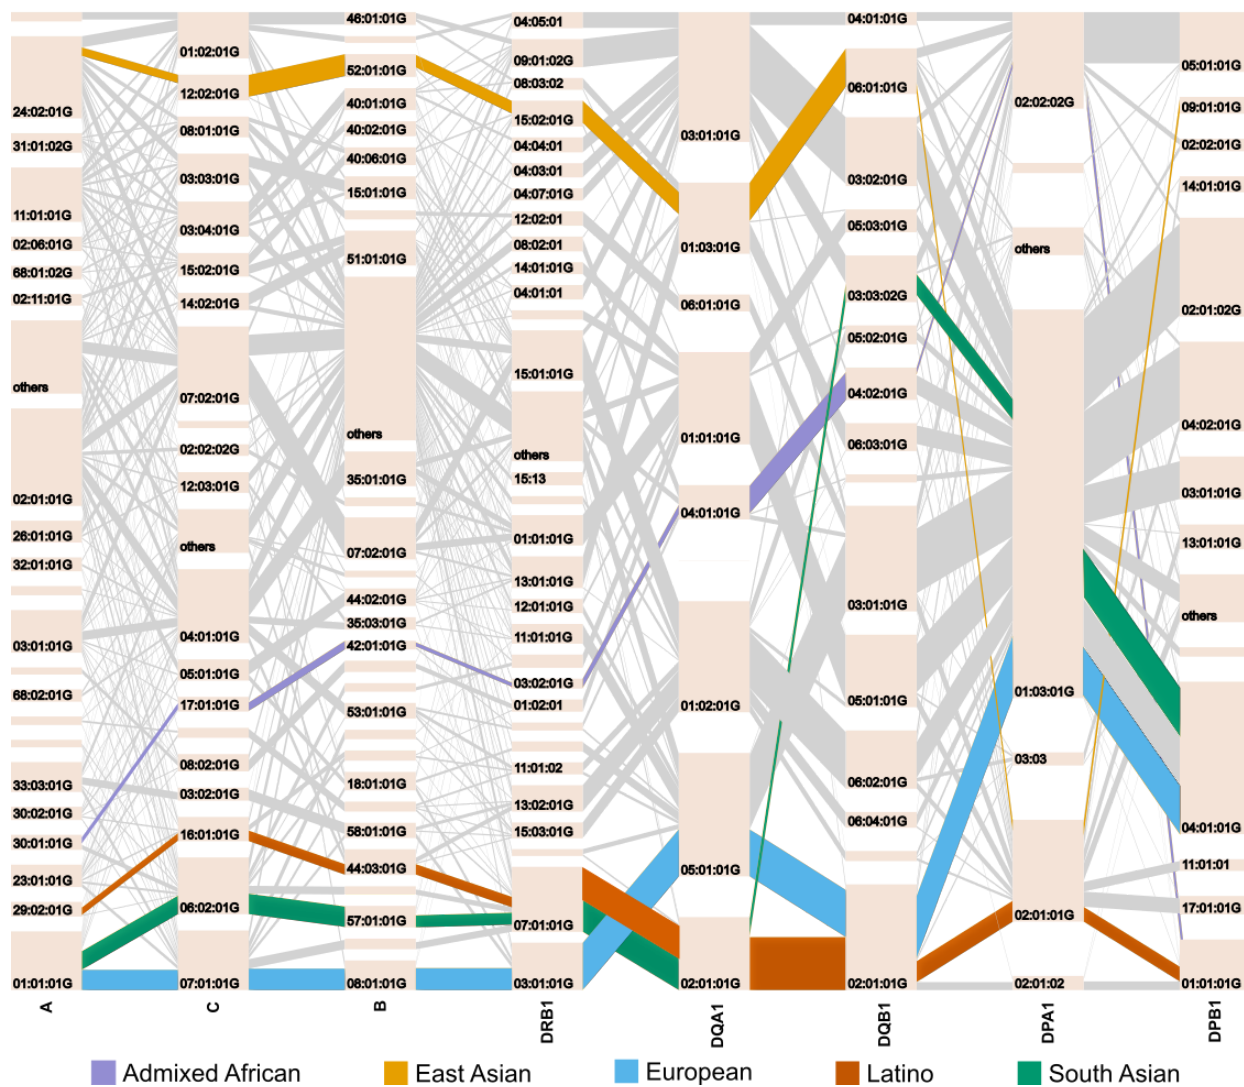 24:02:01G
31:01:02G
11:01:01G
02:06:01G
68:01:02G
02:11:01G
others
02:01:01G
26:01:01G
32:01:01G
03:01:01G
68:02:01G
33:03:01G
30:02:01G
30:01:01G
23:01:01G
29:02:01G
01:01:01G
A
01:02:01G
12:02:01G
08:01:01G
03:03:01G
03:04:01G
15:02:01G
14:02:01G
07:02:01G
02:02:02G
12:03:01G
others
04:01:01G
05:01:01G
17:01:01G
08:02:01G
03:02:01G
16:01:01G
06:02:01G
07:01:01G
C
46:01:01G
52:01:01G
40:01:01G
40:02:01G
40:06:01G
15:01:01G
51:01:01G
others
35:01:01G
07:02:01G
44:02:01G
35:03:01G
42:01:01G
53:01:01G
18:01:01G
58:01:01G
44:03:01G
57:01:01G
08:01:01G
B
04:05:01
09:01:02G
08:03:02
15:02:01G
04:04:01
04:03:01
04:07:01G
12:02:01
08:02:01
14:01:01G
04:01:01
15:01:01G
others
15:13
01:01:01G
13:01:01G
12:01:01G
11:01:01G
03:02:01G
01:02:01
11:01:02
13:02:01G
15:03:01G
07:01:01G
03:01:01G
DRB1
03:01:01G
01:03:01G
06:01:01G
01:01:01G
04:01:01G
01:02:01G
05:01:01G
02:01:01G
DQA1
04:01:01G
06:01:01G
03:02:01G
05:03:01G
03:03:02G
05:02:01G
04:02:01G
06:03:01G
03:01:01G
05:01:01G
06:02:01G
06:04:01G
02:01:01G
DQB1
02:02:02G
others
01:03:01G
03:03
02:01:01G
02:01:02
DPA1
05:01:01G
09:01:01G
02:02:01G
14:01:01G
02:01:02G
04:02:01G
03:01:01G
13:01:01G
others
04:01:01G
11:01:01
17:01:01G
01:01:01G
DPB1
Admixed African
East Asian
European
Latino
South Asian